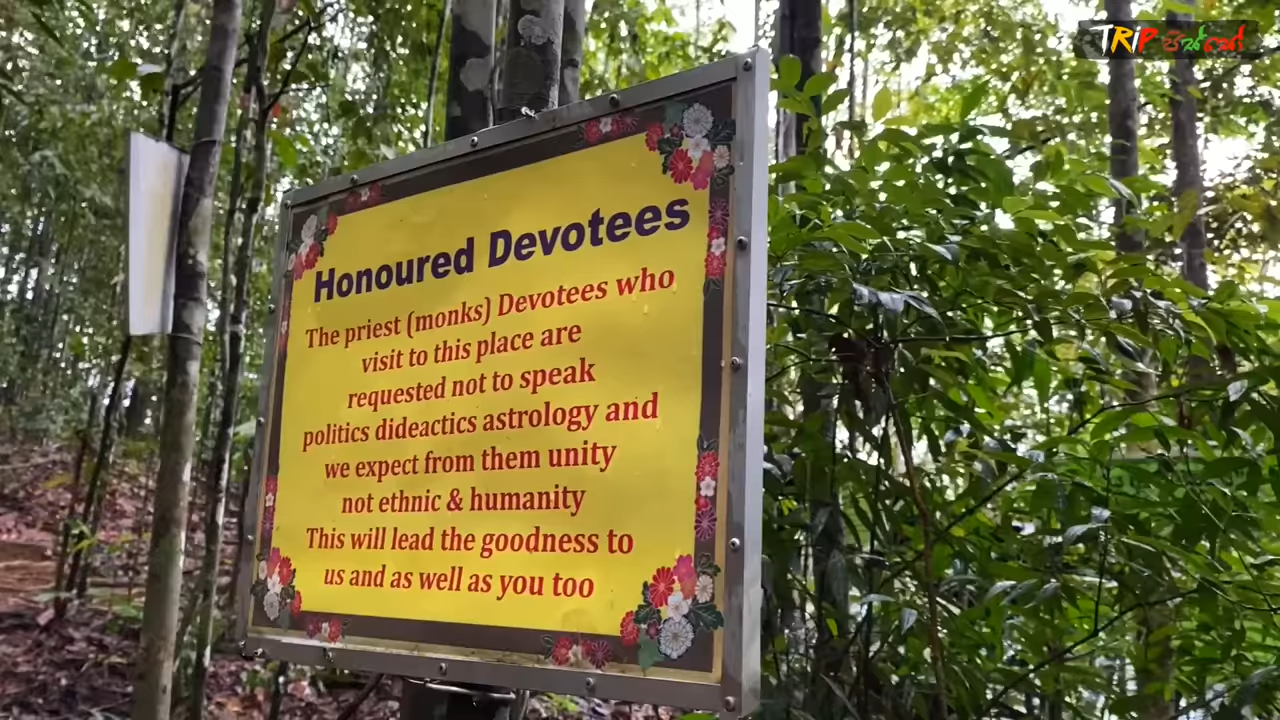 TRIP පිස්සෝ
Honoured Devotees
The priest (monks) Devotees who
visit to this place are
requested not to speak
politics dideactics astrology and
we expect from them unity
not ethnic & humanity
This will lead the goodness to
us and as well as you too